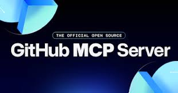 THE OFFICIAL OPEN SOURCE
GitHub MCP Server